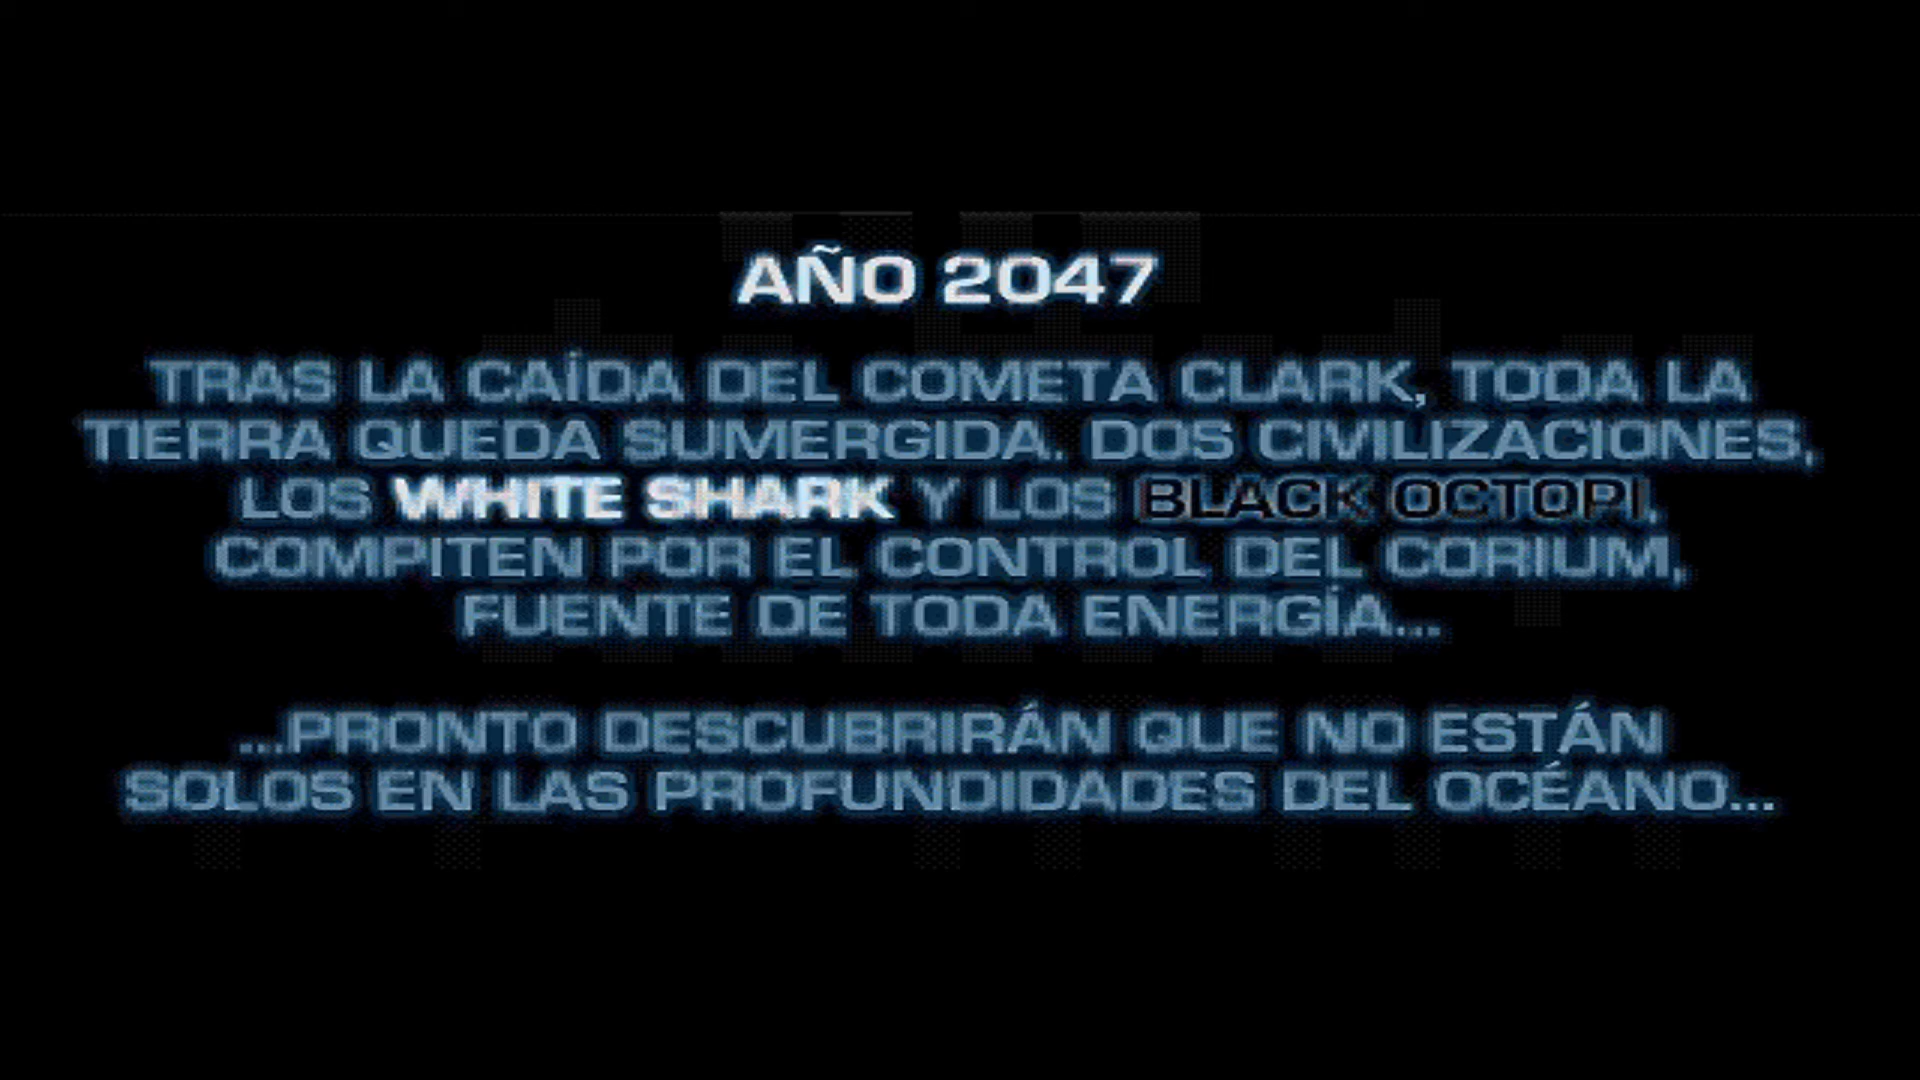 AÑO 2047
TRAS LA CAÍDA DEL COMETA CLARK, TODA LA
TIERRA QUEDA SUMERGIDA. DOS CIVILIZACIONES,
LOS WHITE SHARK Y LOS BLACK OCTOPI,
COMPITEN POR EL CONTROL DEL CORIUM,
FUENTE DE TODA ENERGÍA...
...PRONTO DESCUBRIRÁN QUE NO ESTÁN
SOLOS EN LAS PROFUNDIDADES DEL OCÉANO...